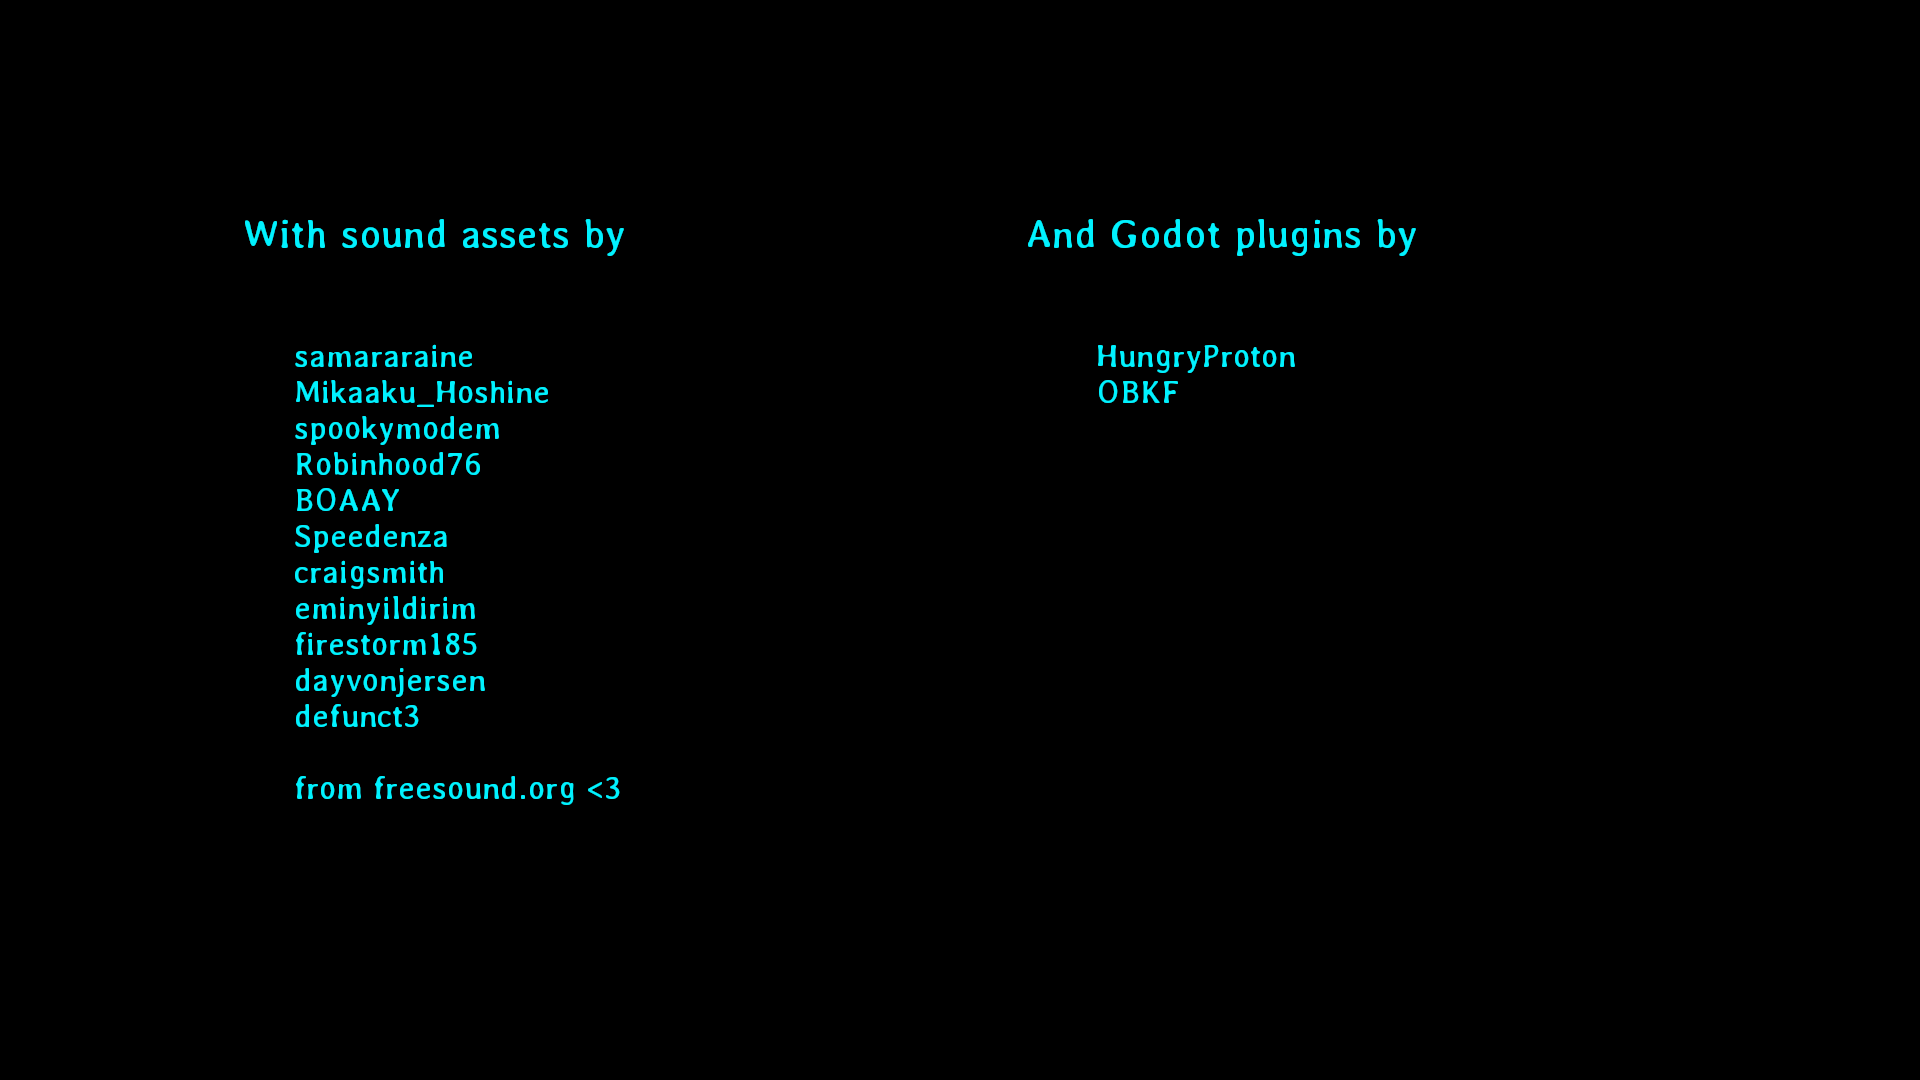 With sound assets by
samararaine
Mikaaku_Hoshine
spookymodem
Robinhood76
BOAAY
Speedenza
craigsmith
eminyildirim
firestorm185
dayvonjersen
defunct3
from freesound.org <3
And Godot plugins by
HungryProton
OBKF